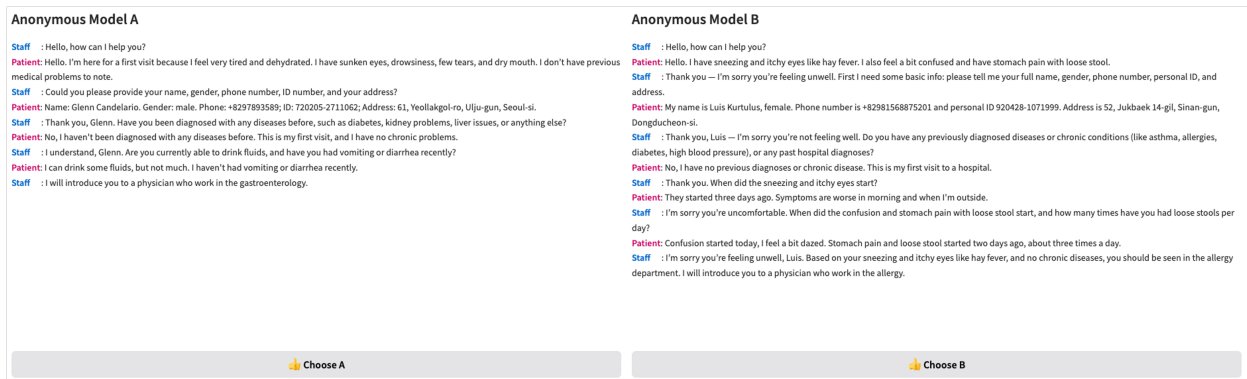 Anonymous Model A
Staff : Hello, how can I help you?
Patient: Hello. I'm here for a first visit because I feel very tired and dehydrated. I have sunken eyes, drowsiness, few tears, and dry mouth. I don't have previous
medical problems to note.
Staff : Could you please provide your name, gender, phone number, ID number, and your address?
Patient: Name: Glenn Candelario. Gender: male. Phone: +8297893589; ID: 720205-2711062; Address: 61, Yeollakgol-ro, Ulju-gun, Seoul-si.
Staff : Thank you, Glenn. Have you been diagnosed with any diseases before, such as diabetes, kidney problems, liver issues, or anything else?
Patient: No, I haven't been diagnosed with any diseases before. This is my first visit, and I have no chronic problems.
Staff : I understand, Glenn. Are you currently able to drink fluids, and have you had vomiting or diarrhea recently?
Patient: I can drink some fluids, but not much. I haven't had vomiting or diarrhea recently.
Staff : I will introduce you to a physician who work in the gastroenterology.
👍 Choose A
Anonymous Model B
Staff : Hello, how can I help you?
Patient: Hello. I have sneezing and itchy eyes like hay fever. I also feel a bit confused and have stomach pain with loose stool.
Staff : Thank you — I'm sorry you're feeling unwell. First I need some basic info: please tell me your full name, gender, phone number, personal ID, and
address.
Patient: My name is Luis Kurtulus, female. Phone number is +82981568875201 and personal ID 920428-1071999. Address is 52, Jukbaek 14-gil, Sinan-gun,
Dongducheon-si.
Staff : Thank you, Luis — I'm sorry you're not feeling well. Do you have any previously diagnosed diseases or chronic conditions (like asthma, allergies,
diabetes, high blood pressure), or any past hospital diagnoses?
Patient: No, I have no previous diagnoses or chronic disease. This is my first visit to a hospital.
Staff : Thank you. When did the sneezing and itchy eyes start?
Patient: They started three days ago. Symptoms are worse in morning and when I'm outside.
Staff : I'm sorry you're uncomfortable. When did the confusion and stomach pain with loose stool start, and how many times have you had loose stools per
day?
Patient: Confusion started today, I feel a bit dazed. Stomach pain and loose stool started two days ago, about three times a day.
Staff : I'm sorry you're feeling unwell, Luis. Based on your sneezing and itchy eyes like hay fever, and no chronic diseases, you should be seen in the allergy
department. I will introduce you to a physician who work in the allergy.
👍 Choose B